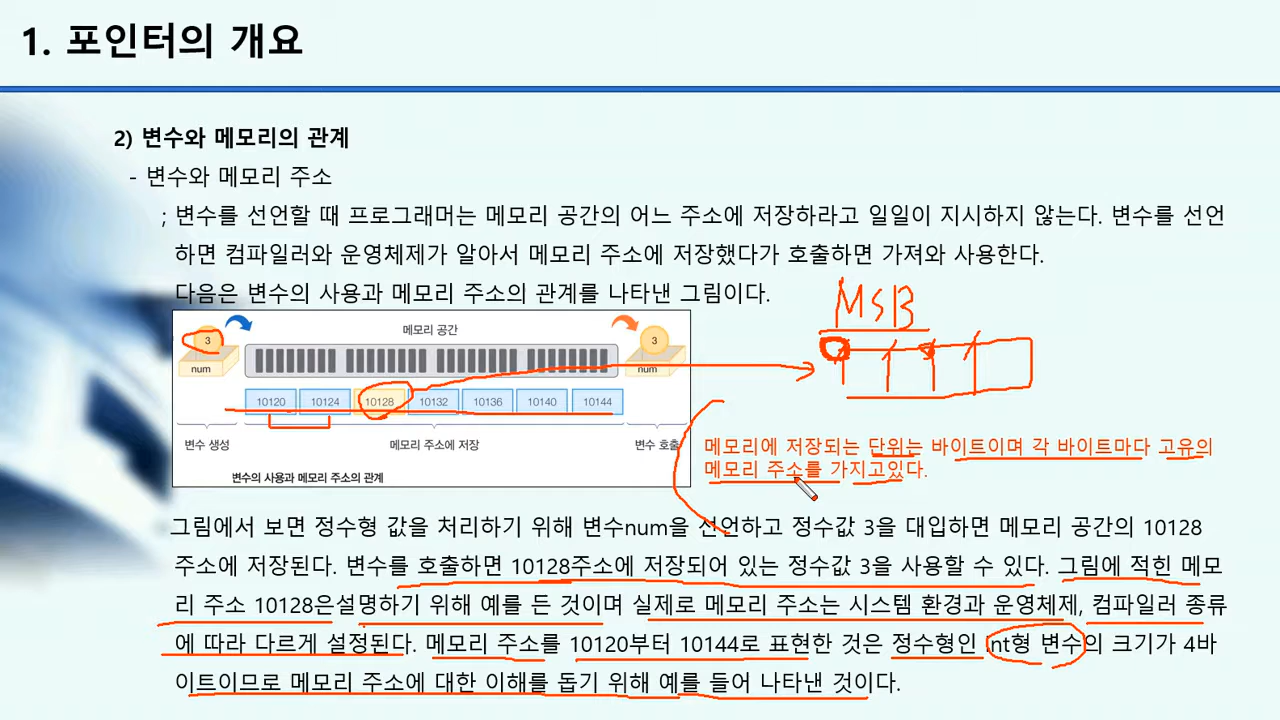 1. 포인터의 개요
2) 변수와 메모리의 관계
- 변수와 메모리 주소
; 변수를 선언할 때 프로그래머는 메모리 공간의 어느 주소에 저장하라고 일일이 지시하지 않는다. 변수를 선언
하면 컴파일러와 운영체제가 알아서 메모리 주소에 저장했다가 호출하면 가져와 사용한다.
다음은 변수의 사용과 메모리 주소의 관계를 나타낸 그림이다.
MSB
메모리 공간
3
3
num
num
10120 10124 10128 10132 10136 10140 10144
변수 생성 메모리 주소에 저장 변수 호출
변수의 사용과 메모리 주소의 관계
메모리에 저장되는 단위는 바이트이며 각 바이트마다 고유의
메모리 주소를 가지고있다.
그림에서 보면 정수형 값을 처리하기 위해 변수num을 선언하고 정수값 3을 대입하면 메모리 공간의 10128
주소에 저장된다. 변수를 호출하면 10128주소에 저장되어 있는 정수값 3을 사용할 수 있다. 그림에 적힌 메모
리 주소 10128은설명하기 위해 예를 든 것이며 실제로 메모리 주소는 시스템 환경과 운영체제, 컴파일러 종류
에 따라 다르게 설정된다. 메모리 주소를 10120부터 10144로 표현한 것은 정수형인 int형 변수의 크기가 4바
이트이므로 메모리 주소에 대한 이해를 돕기 위해 예를 들어 나타낸 것이다.